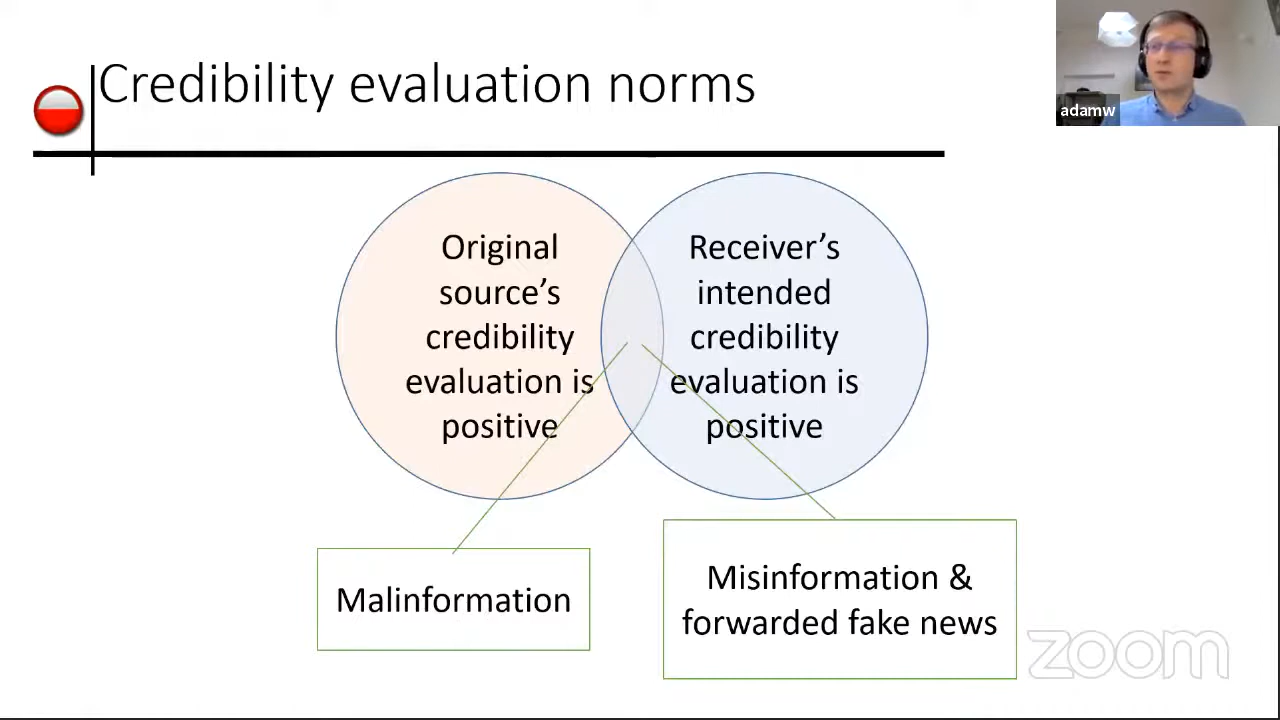 Credibility evaluation norms
adamw
Original
source’s
credibility
evaluation is
positive
Receiver’s
intended
credibility
evaluation is
positive
Malinformation
Misinformation &
forwarded fake news
zoom